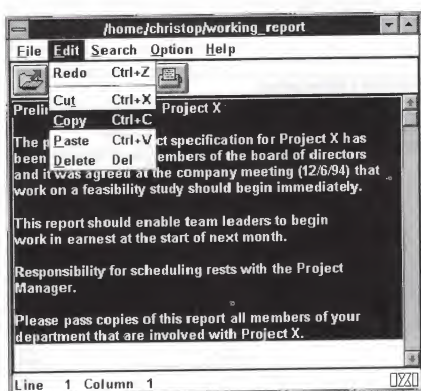 /home/christop/working_report
File Edit Search Option Help
Redo Ctrl+Z
Cut Ctrl+X
Copy Ctrl+C
Paste Ctrl+V
Delete Del
Project X
ct specification for Project X has
been embers of the board of directors
and it was agreed at the company meeting (12/6/94) that
work on a feasibility study should begin immediately.
This report should enable team leaders to begin
work in earnest at the start of next month.
Responsibility for scheduling rests with the Project
Manager.
Please pass copies of this report all members of your
department that are involved with Project X.
Line 1 Column 1